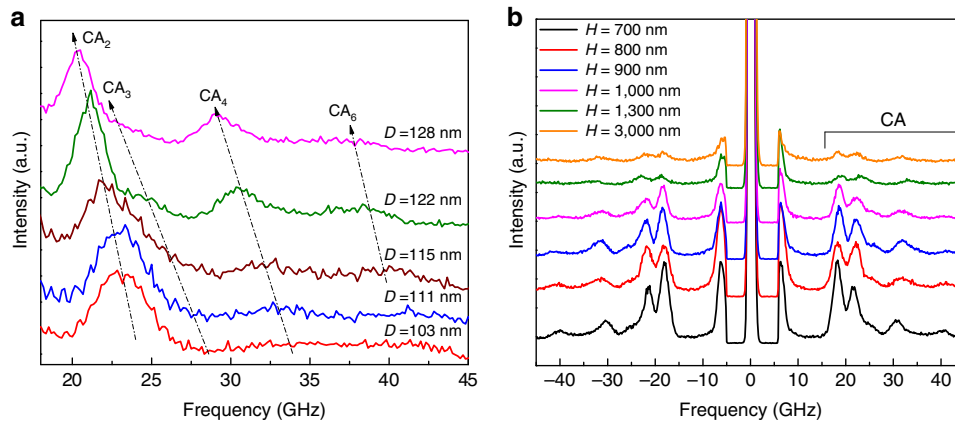 a
CA₂
CA₃
CA₄
CA₆
D =128 nm
D =122 nm
D =115 nm
D =111 nm
D =103 nm
Intensity (a.u.)
20 25 30 35 40 45
Frequency (GHz)
b
H = 700 nm
H = 800 nm
H = 900 nm
H = 1,000 nm
H = 1,300 nm
H = 3,000 nm
CA
Intensity (a.u.)
–40 –30 –20 –10 0 10 20 30 40
Frequency (GHz)